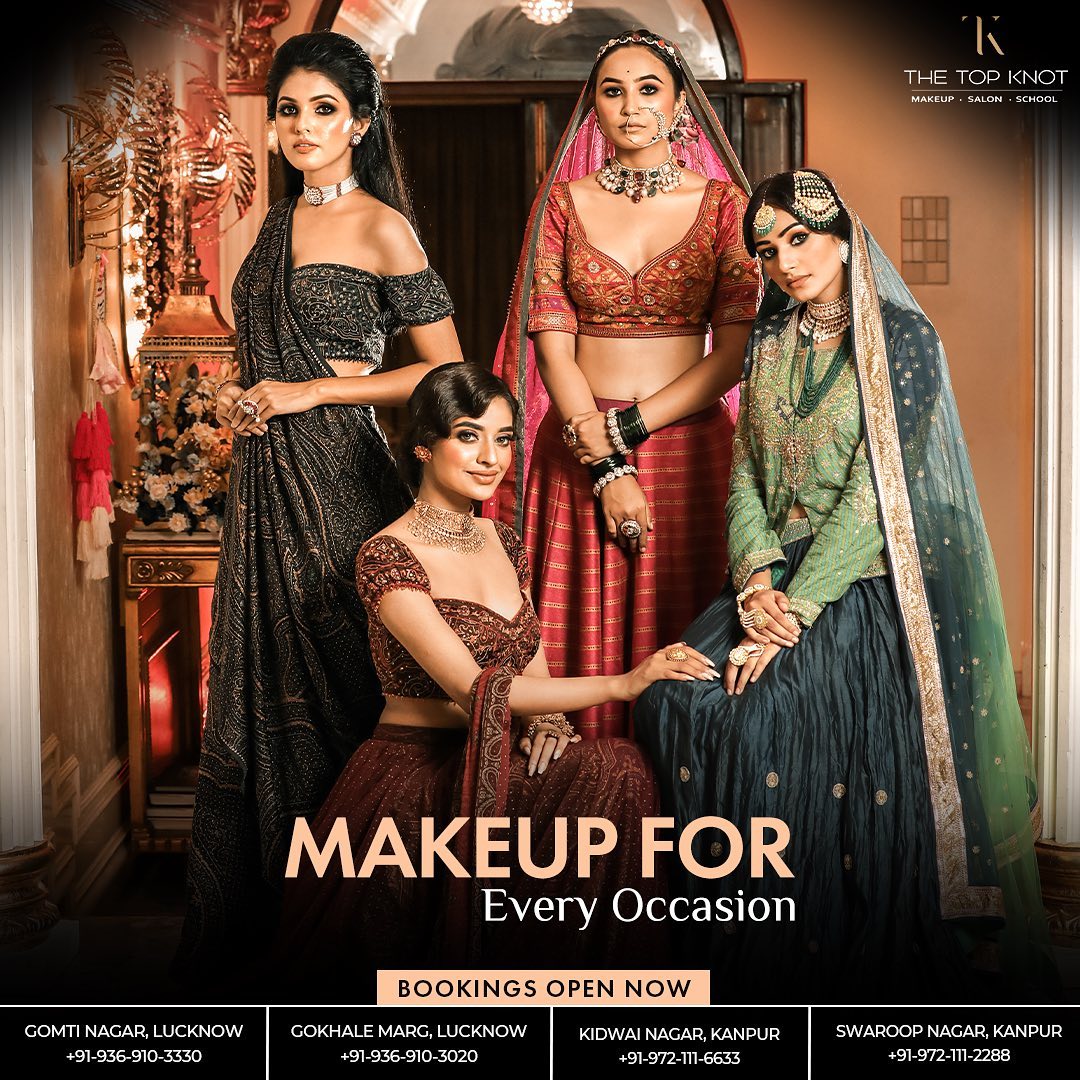 TK
THE TOP KNOT
MAKEUP · SALON · SCHOOL
MAKEUP FOR
Every Occasion
BOOKINGS OPEN NOW
GOMTI NAGAR, LUCKNOW
+91-936-910-3330
GOKHALE MARG, LUCKNOW
+91-936-910-3020
KIDWAI NAGAR, KANPUR
+91-972-111-6633
SWAROOP NAGAR, KANPUR
+91-972-111-2288